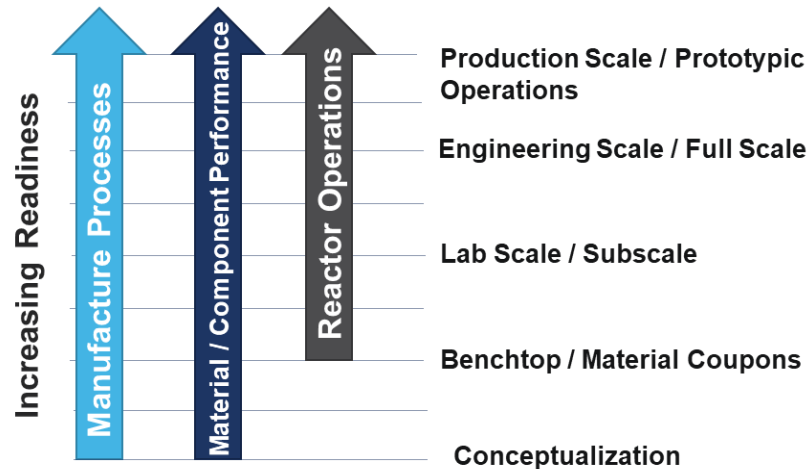 Increasing Readiness
Manufacture Processes
Material / Component Performance
Reactor Operations
Production Scale / Prototypic
Operations
Engineering Scale / Full Scale
Lab Scale / Subscale
Benchtop / Material Coupons
Conceptualization